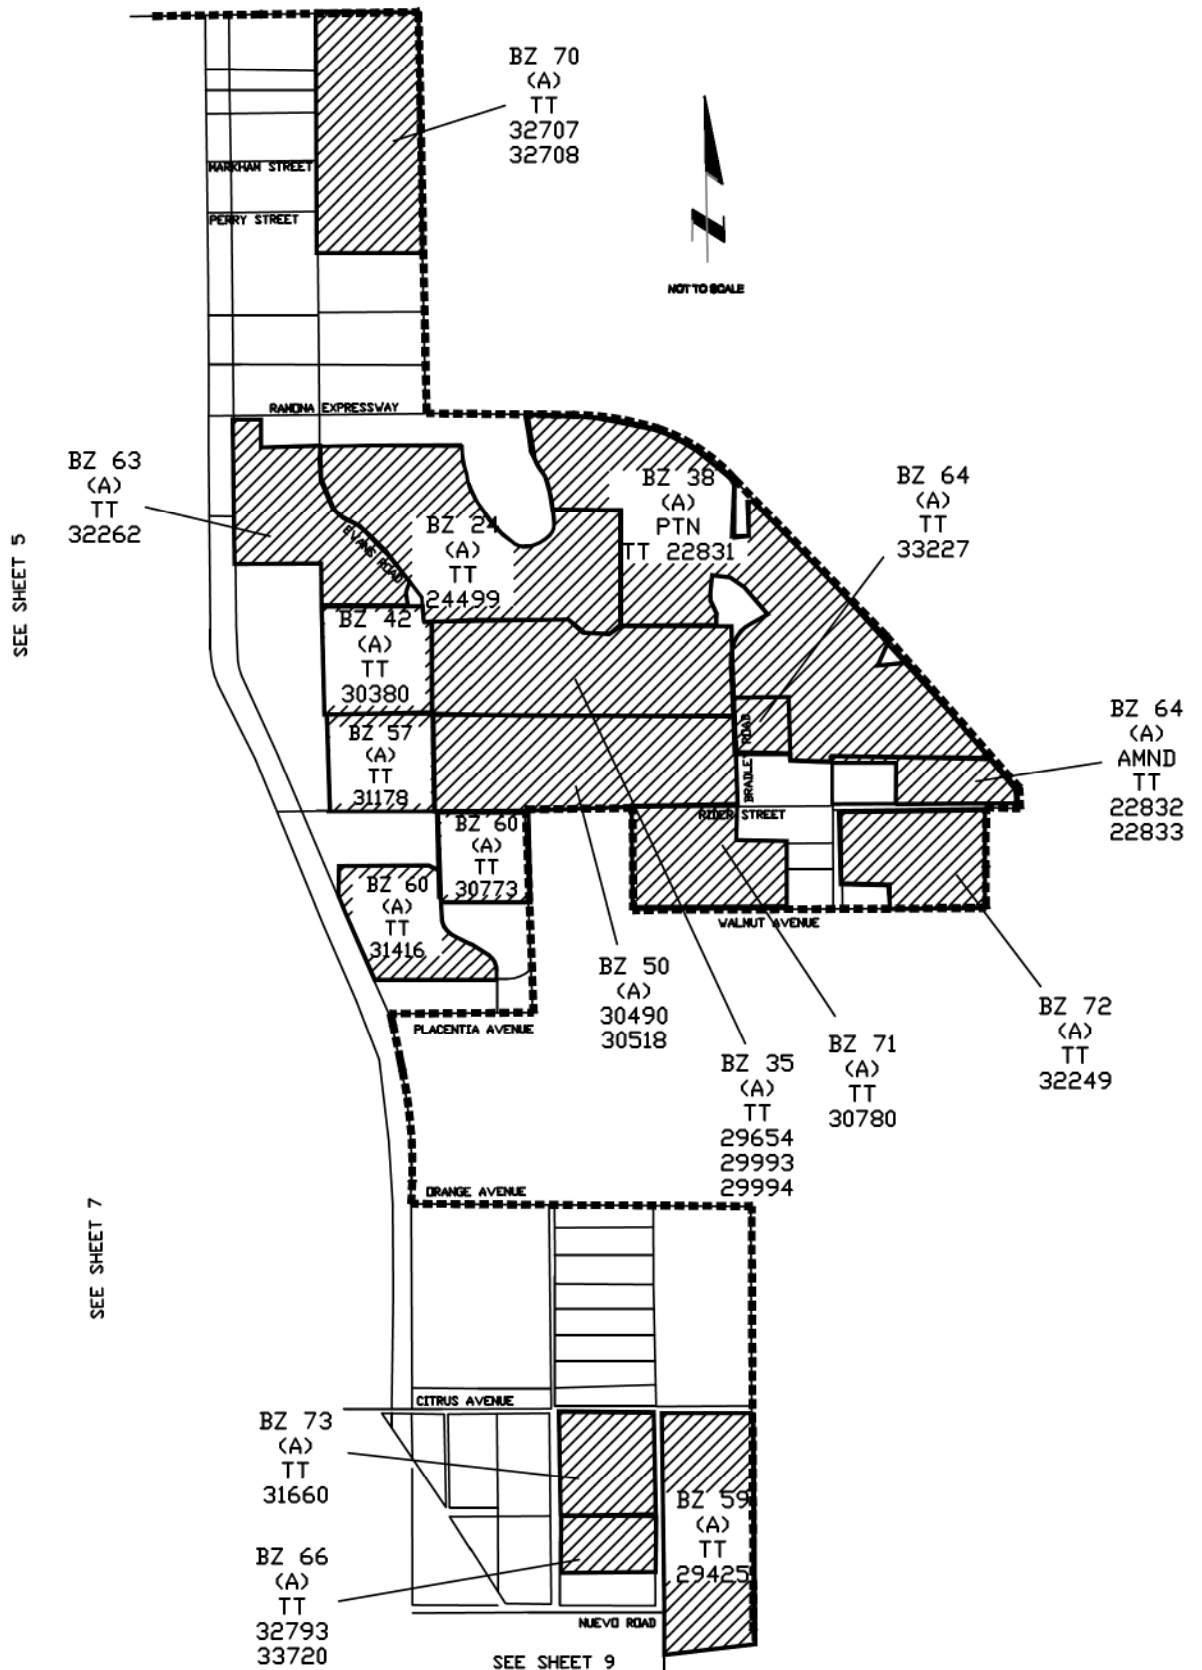 BZ 70
(A)
TT
32707
32708
MARKHAM STREET
PERRY STREET
NOT TO SCALE
RAMONA EXPRESSWAY
BZ 63
(A)
TT
32262
BZ 38
(A)
PTN
TT 22831
BZ 64
(A)
TT
33227
SEE SHEET 5
EVANS ROAD
BZ 24
(A)
TT
24499
BZ 42
(A)
TT
30380
BZ 57
(A)
TT
31178
BRADLEY ROAD
BZ 64
(A)
AMND
TT
22832
22833
RIDER STREET
BZ 60
(A)
TT
30773
BZ 60
(A)
TT
31416
WALNUT AVENUE
BZ 50
(A)
30490
30518
PLACENTIA AVENUE
BZ 35
(A)
TT
29654
29993
29994
BZ 71
(A)
TT
30780
BZ 72
(A)
TT
32249
ORANGE AVENUE
SEE SHEET 7
CITRUS AVENUE
BZ 73
(A)
TT
31660
BZ 59
(A)
TT
29425
BZ 66
(A)
TT
32793
33720
NUEVO ROAD
SEE SHEET 9